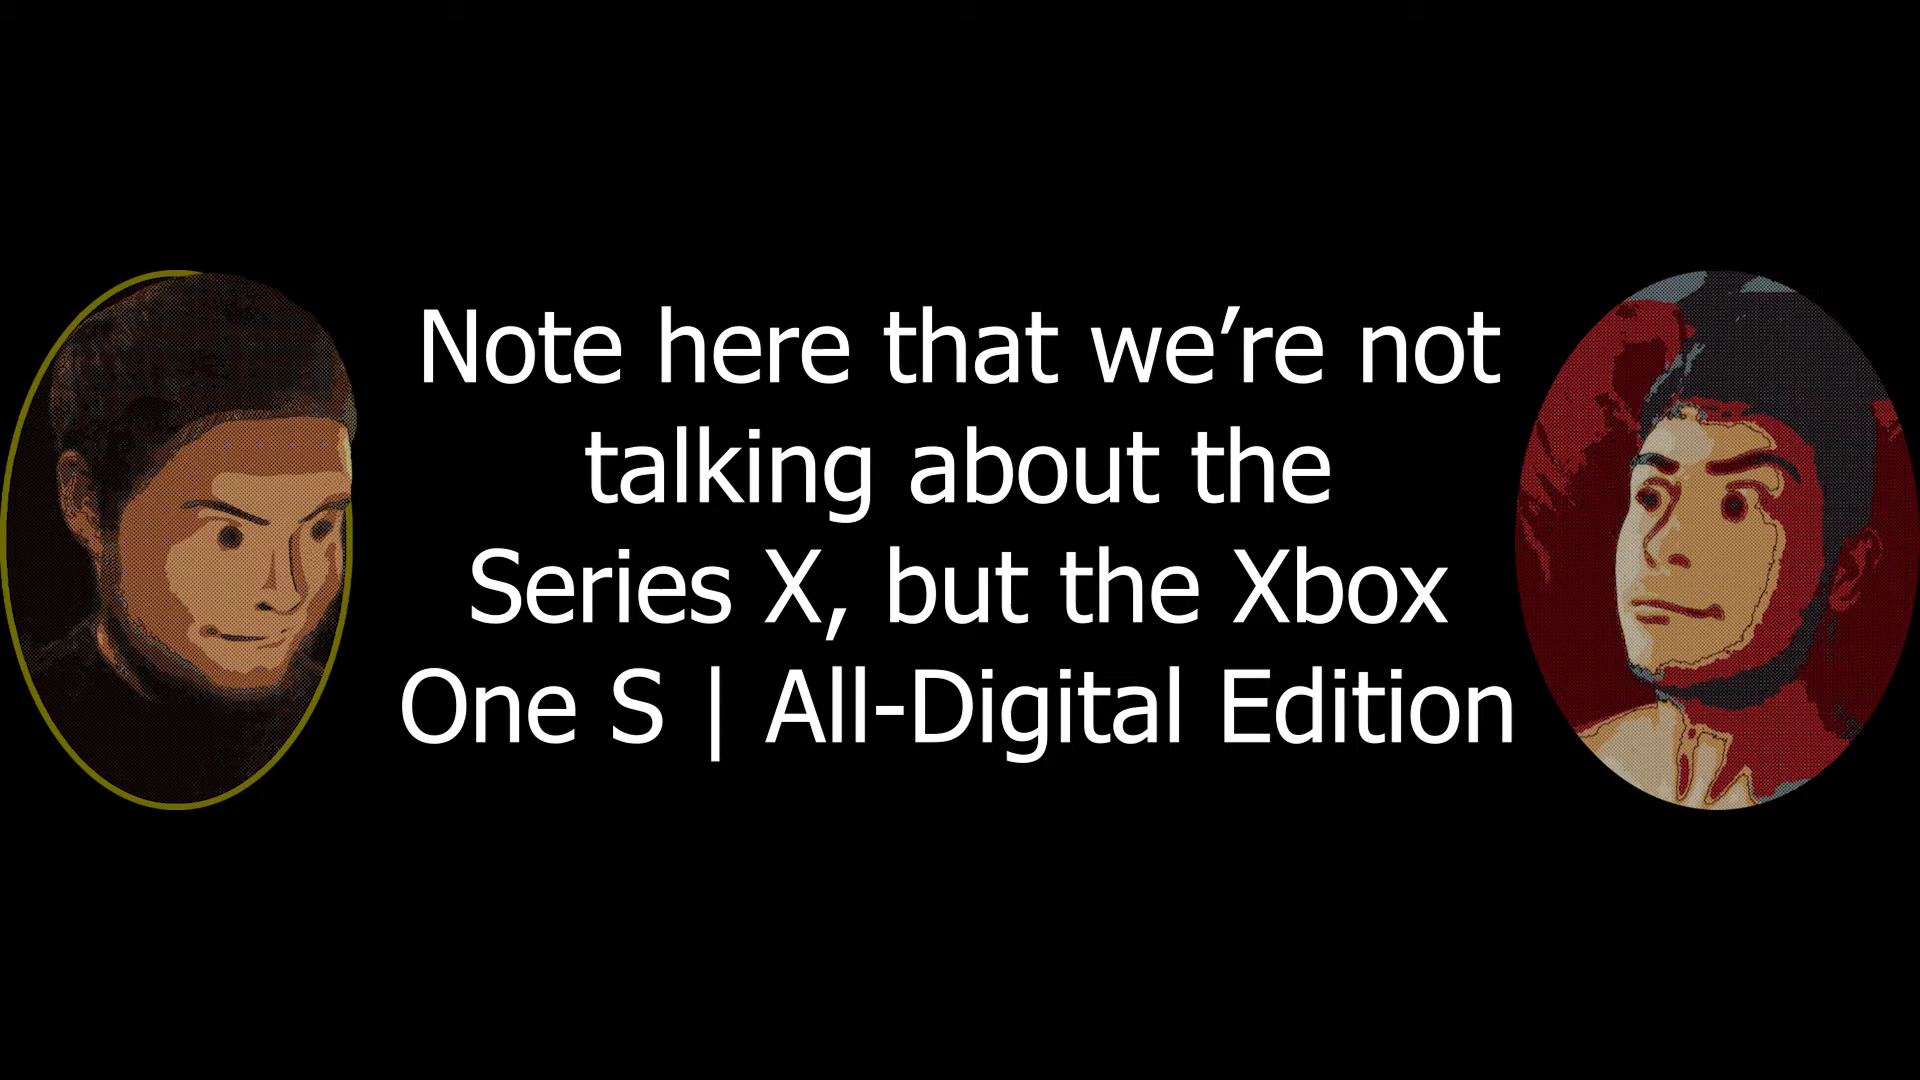 Note here that we’re not
talking about the
Series X, but the Xbox
One S | All-Digital Edition